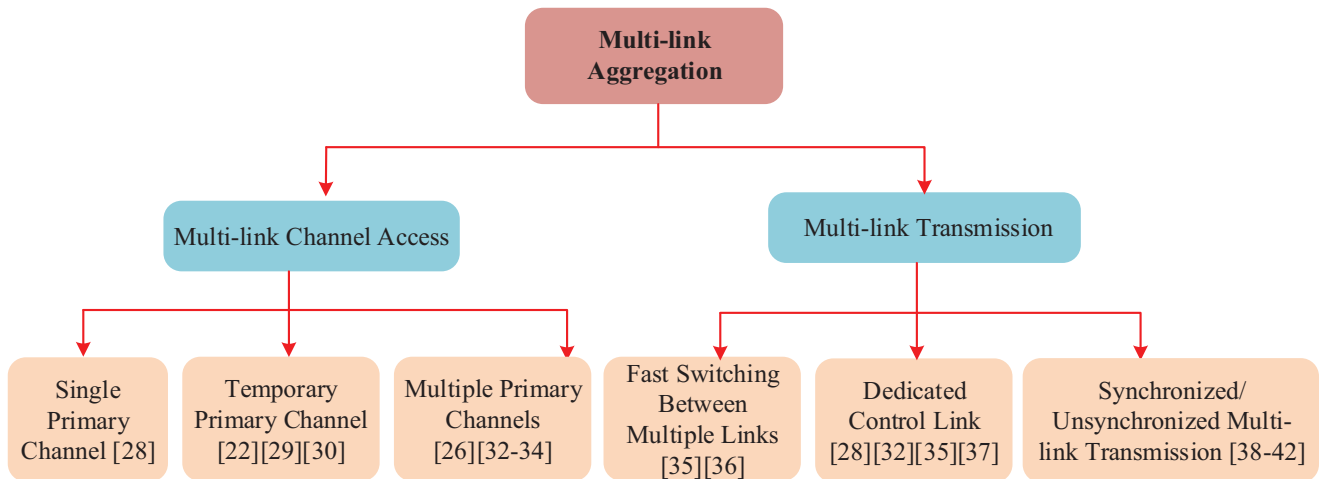 Multi-link
Aggregation
Multi-link Channel Access
Multi-link Transmission
Single
Primary
Channel [28]
Temporary
Primary Channel
[22][29][30]
Multiple Primary
Channels
[26][32-34]
Fast Switching
Between
Multiple Links
[35][36]
Dedicated
Control Link
[28][32][35][37]
Synchronized/
Unsynchronized Multi-
link Transmission [38-42]